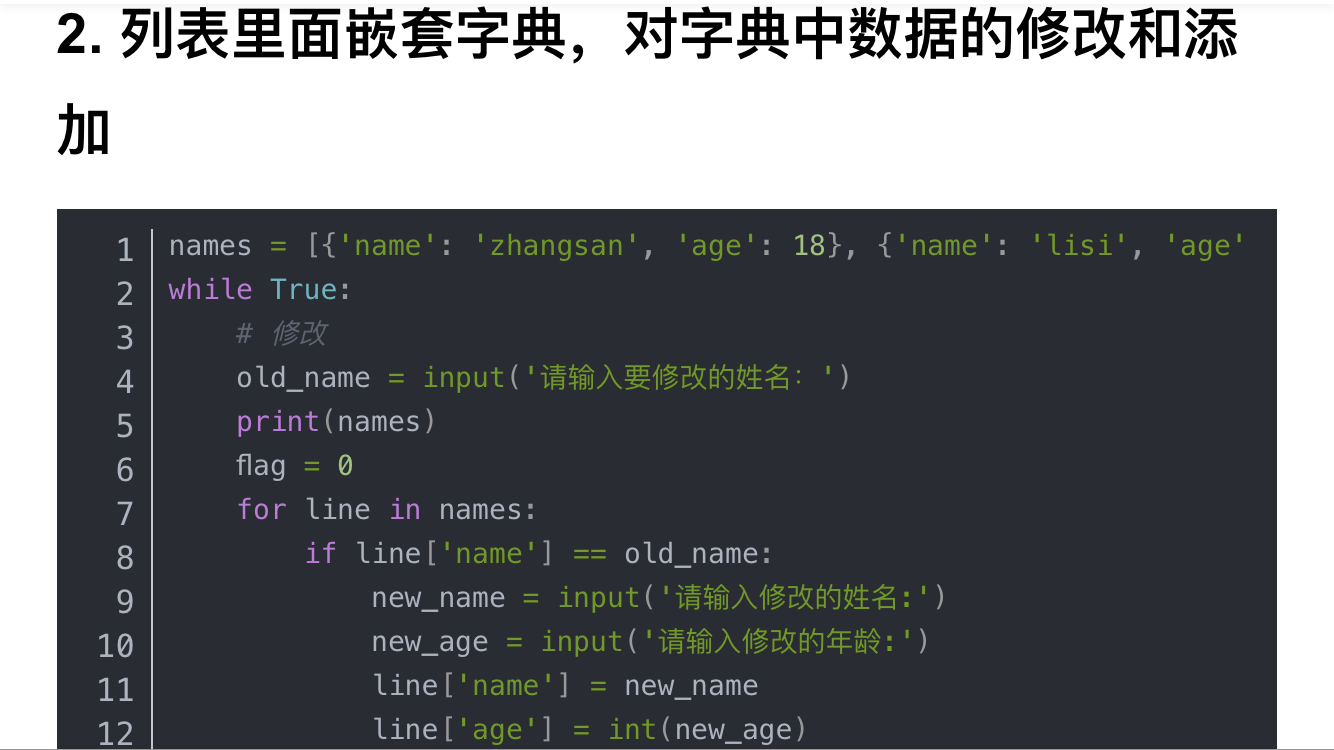 2. 列表里面嵌套字典，对字典中数据的修改和添
加
1 names = [{'name': 'zhangsan', 'age': 18}, {'name': 'lisi', 'age'
2 while True:
3     # 修改
4     old_name = input('请输入要修改的姓名：')
5     print(names)
6     flag = 0
7     for line in names:
8         if line['name'] == old_name:
9             new_name = input('请输入修改的姓名:')
10             new_age = input('请输入修改的年龄:')
11             line['name'] = new_name
12             line['age'] = int(new_age)